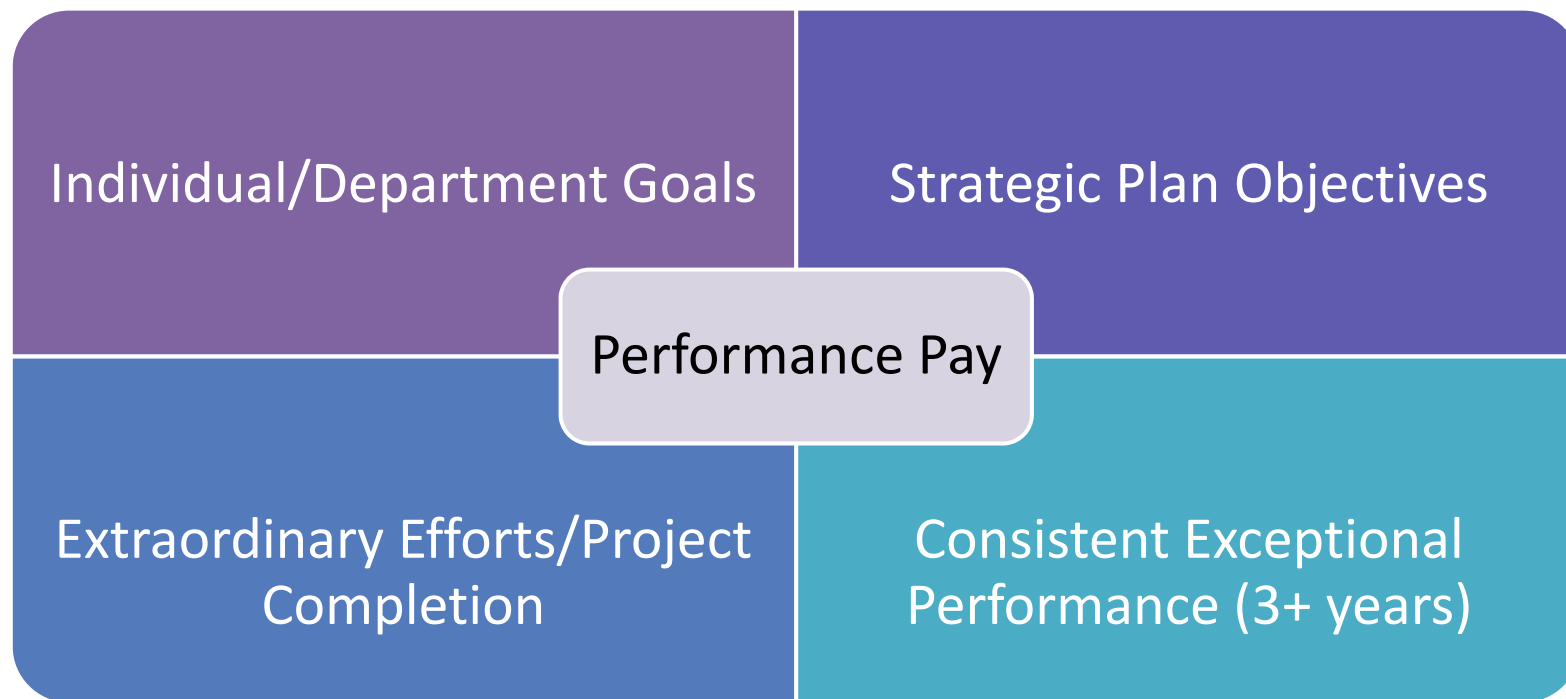 Individual/Department Goals
Strategic Plan Objectives
Performance Pay
Extraordinary Efforts/Project
Completion
Consistent Exceptional
Performance (3+ years)